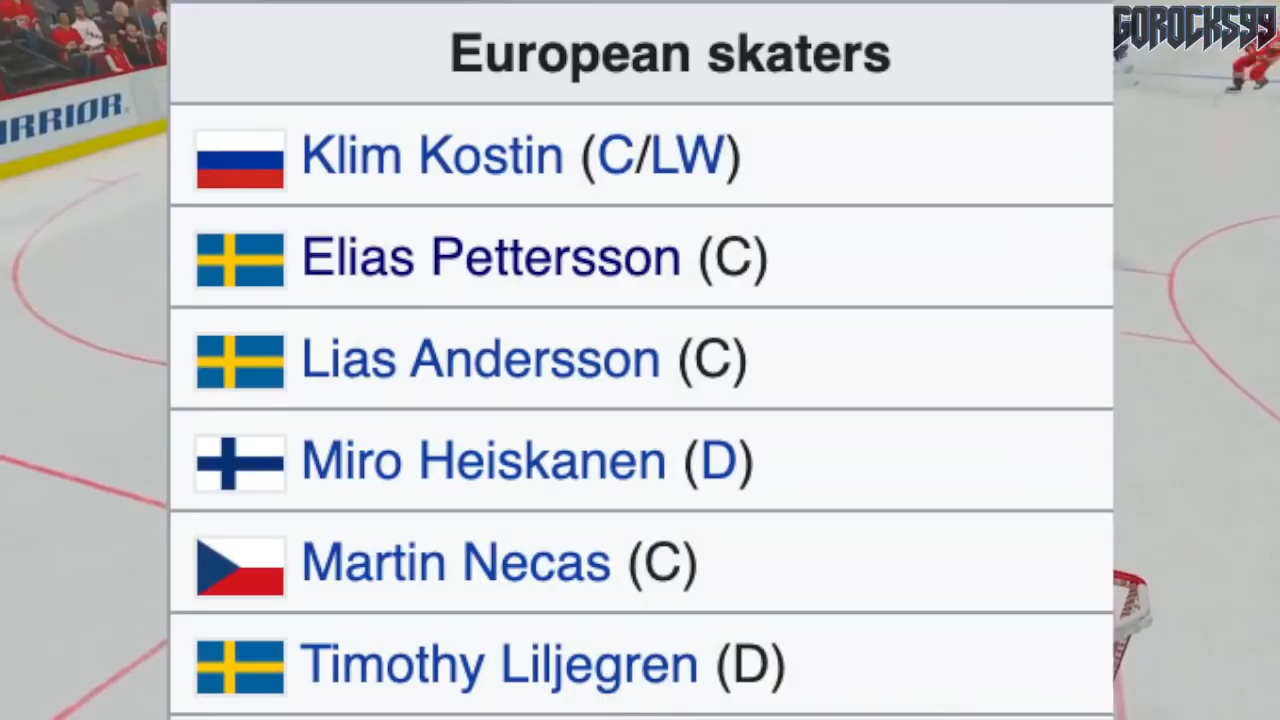 GOROCKS99
European skaters
RRIOR
Klim Kostin (C/LW)
Elias Pettersson (C)
Lias Andersson (C)
Miro Heiskanen (D)
Martin Necas (C)
Timothy Liljegren (D)